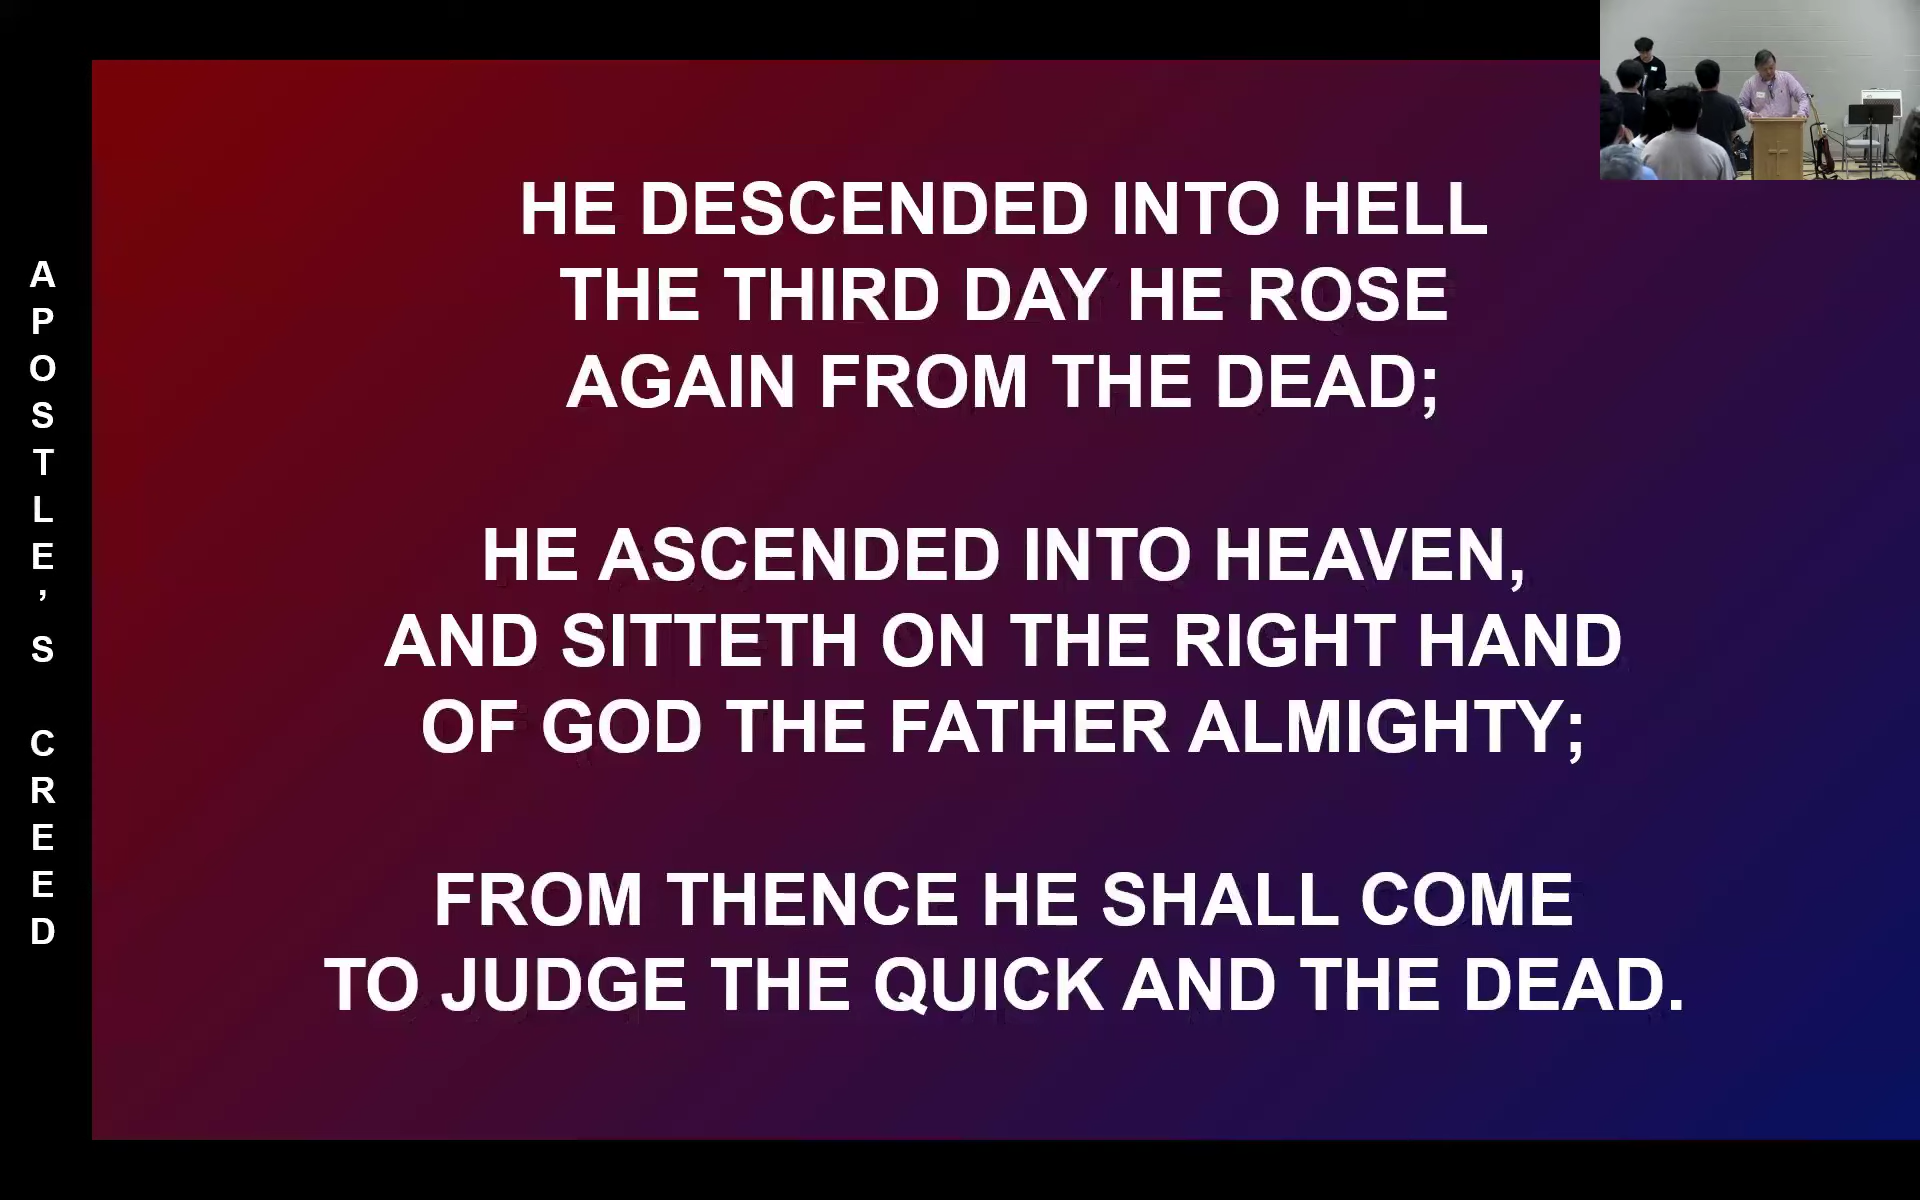 APOSTLE’S CREED
HE DESCENDED INTO HELL
THE THIRD DAY HE ROSE
AGAIN FROM THE DEAD;
HE ASCENDED INTO HEAVEN,
AND SITTETH ON THE RIGHT HAND
OF GOD THE FATHER ALMIGHTY;
FROM THENCE HE SHALL COME
TO JUDGE THE QUICK AND THE DEAD.